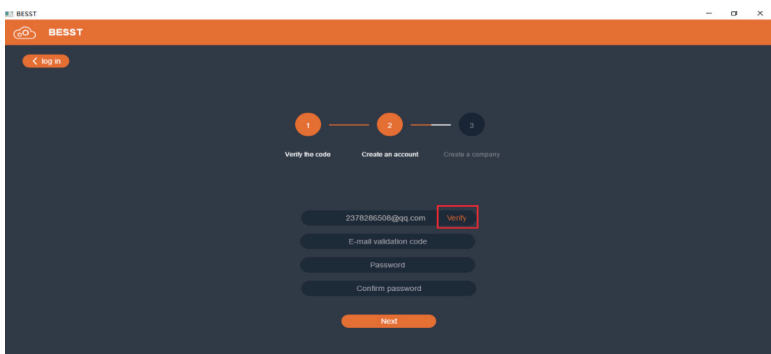 BESST
BESST
log in
1 2 3
Verify the code Create an account Create a company
2378286508@qq.com Verify
E-mail validation code
Password
Confirm password
Next